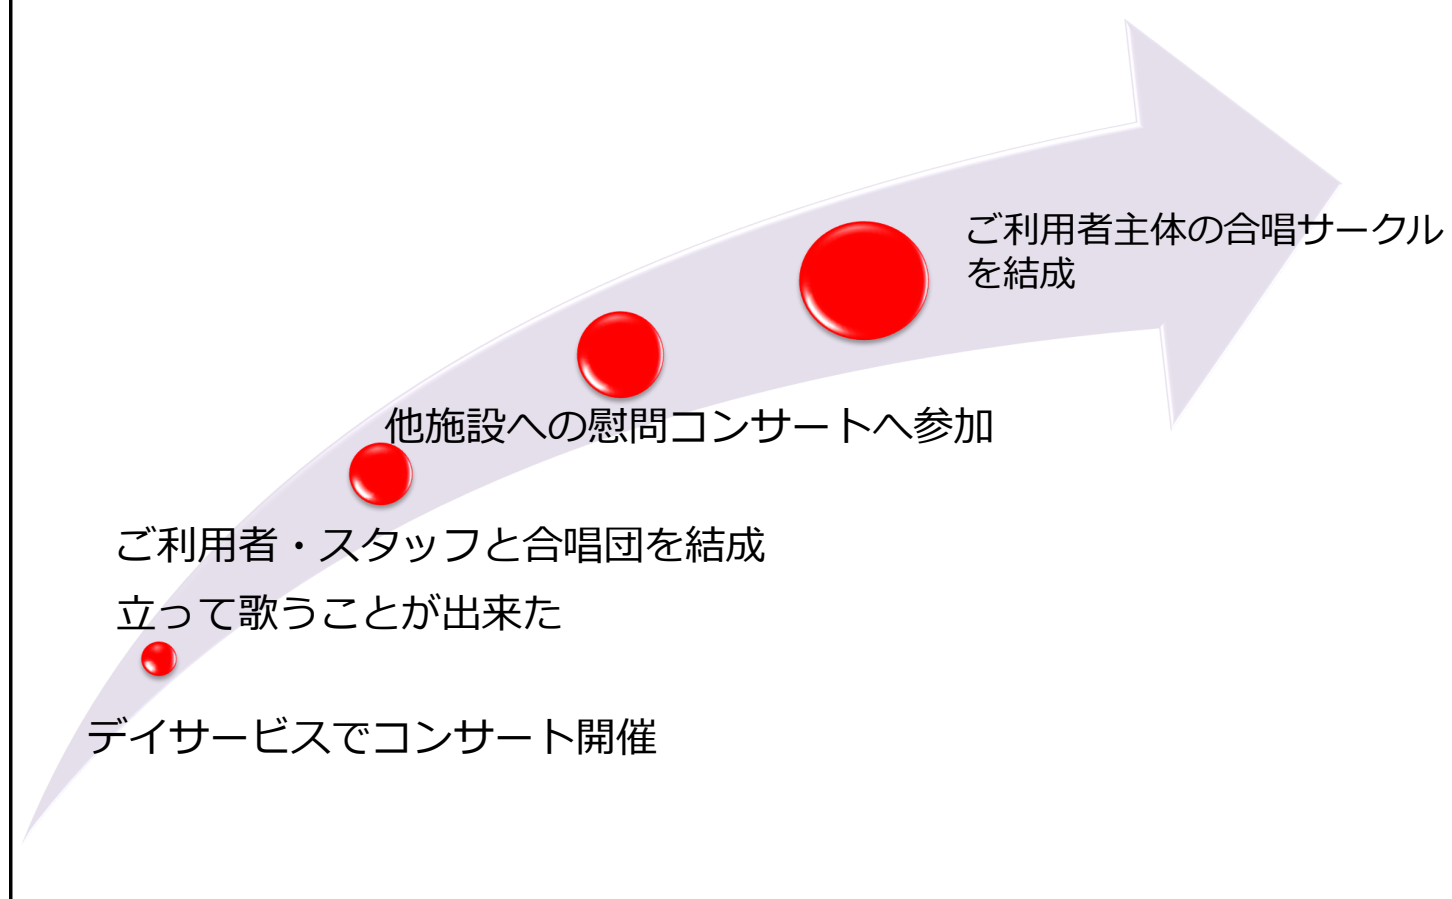 ご利用者主体の合唱サークル
を結成
他施設への慰問コンサートへ参加
ご利用者・スタッフと合唱団を結成
立って歌うことが出来た
デイサービスでコンサート開催